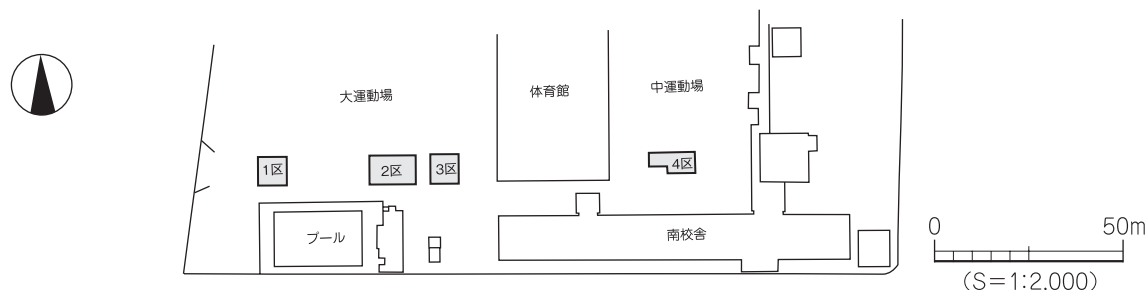 大運動場
体育館
中運動場
1区
2区
3区
4区
プール
南校舎
0 50m
(S=1:2.000)